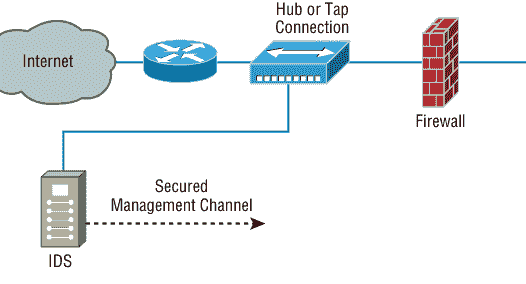 Hub or Tap
Connection
Internet
Firewall
Secured
Management Channel
IDS